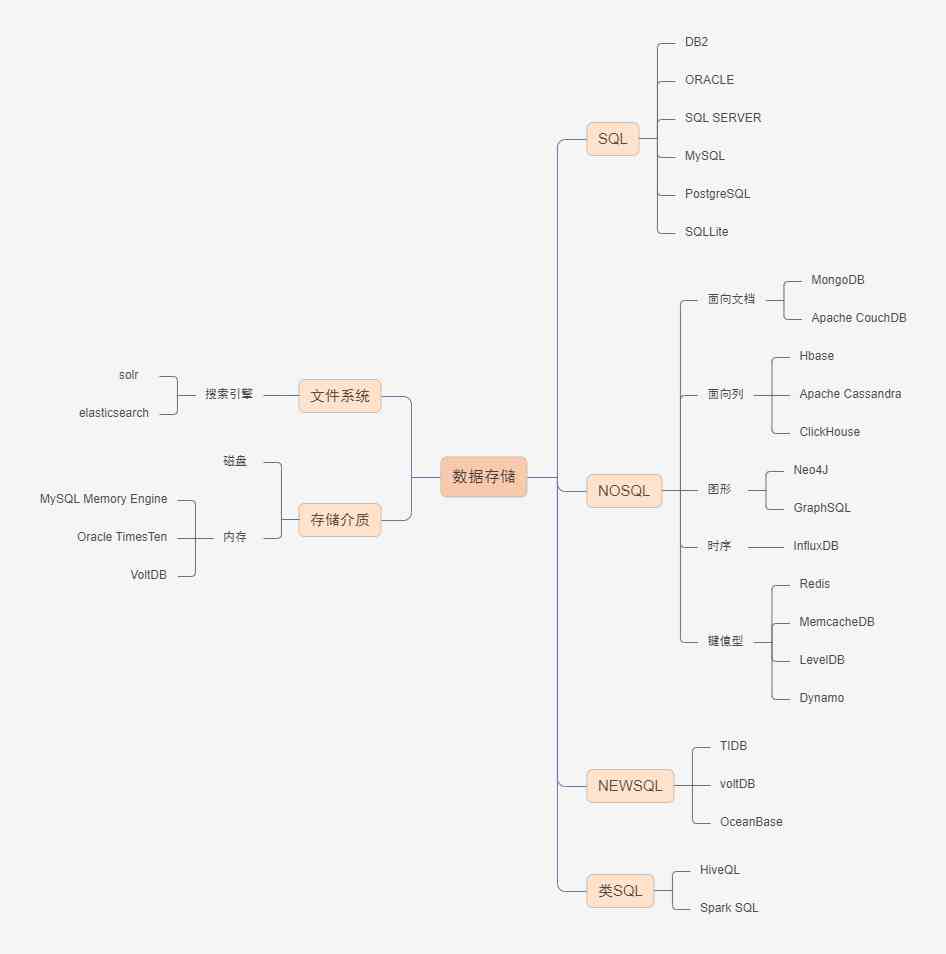 数据存储
SQL
DB2
ORACLE
SQL SERVER
MySQL
PostgreSQL
SQLLite
NOSQL
面向文档
MongoDB
Apache CouchDB
面向列
Hbase
Apache Cassandra
ClickHouse
图形
Neo4J
GraphSQL
时序
InfluxDB
键值型
Redis
MemcacheDB
LevelDB
Dynamo
NEWSQL
TIDB
voltDB
OceanBase
类SQL
HiveQL
Spark SQL
文件系统
搜索引擎
solr
elasticsearch
存储介质
磁盘
内存
MySQL Memory Engine
Oracle TimesTen
VoltDB